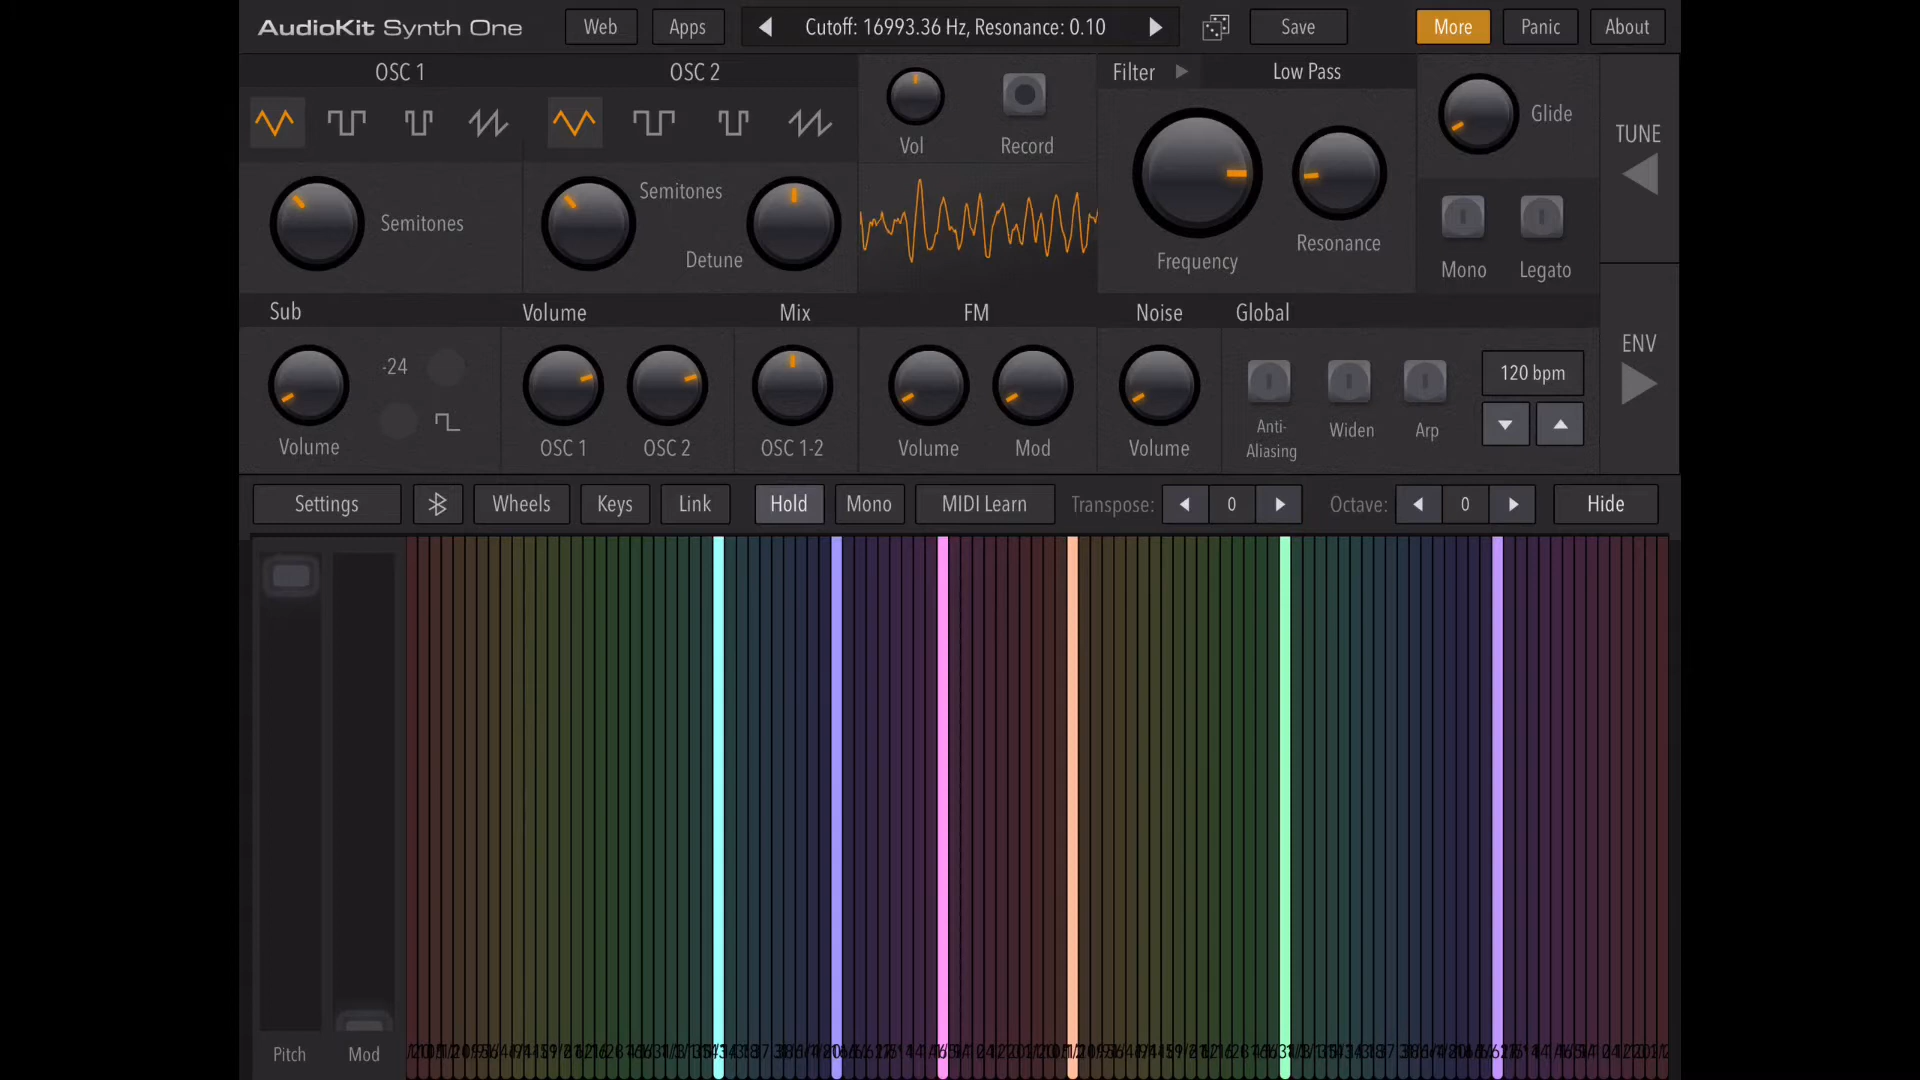 AudioKit Synth One Web Apps Cutoff: 16993.36 Hz, Resonance: 0.10 Save More Panic About
OSC 1 OSC 2 Filter Low Pass
Vol Record Glide TUNE
Semitones Semitones Detune Frequency Resonance Mono Legato
Sub Volume Mix FM Noise Global ENV
-24 120 bpm
Volume OSC 1 OSC 2 OSC 1-2 Volume Mod Volume Anti-Aliasing Widen Arp
Settings Wheels Keys Link Hold Mono MIDI Learn Transpose: 0 Octave: 0 Hide
Pitch Mod